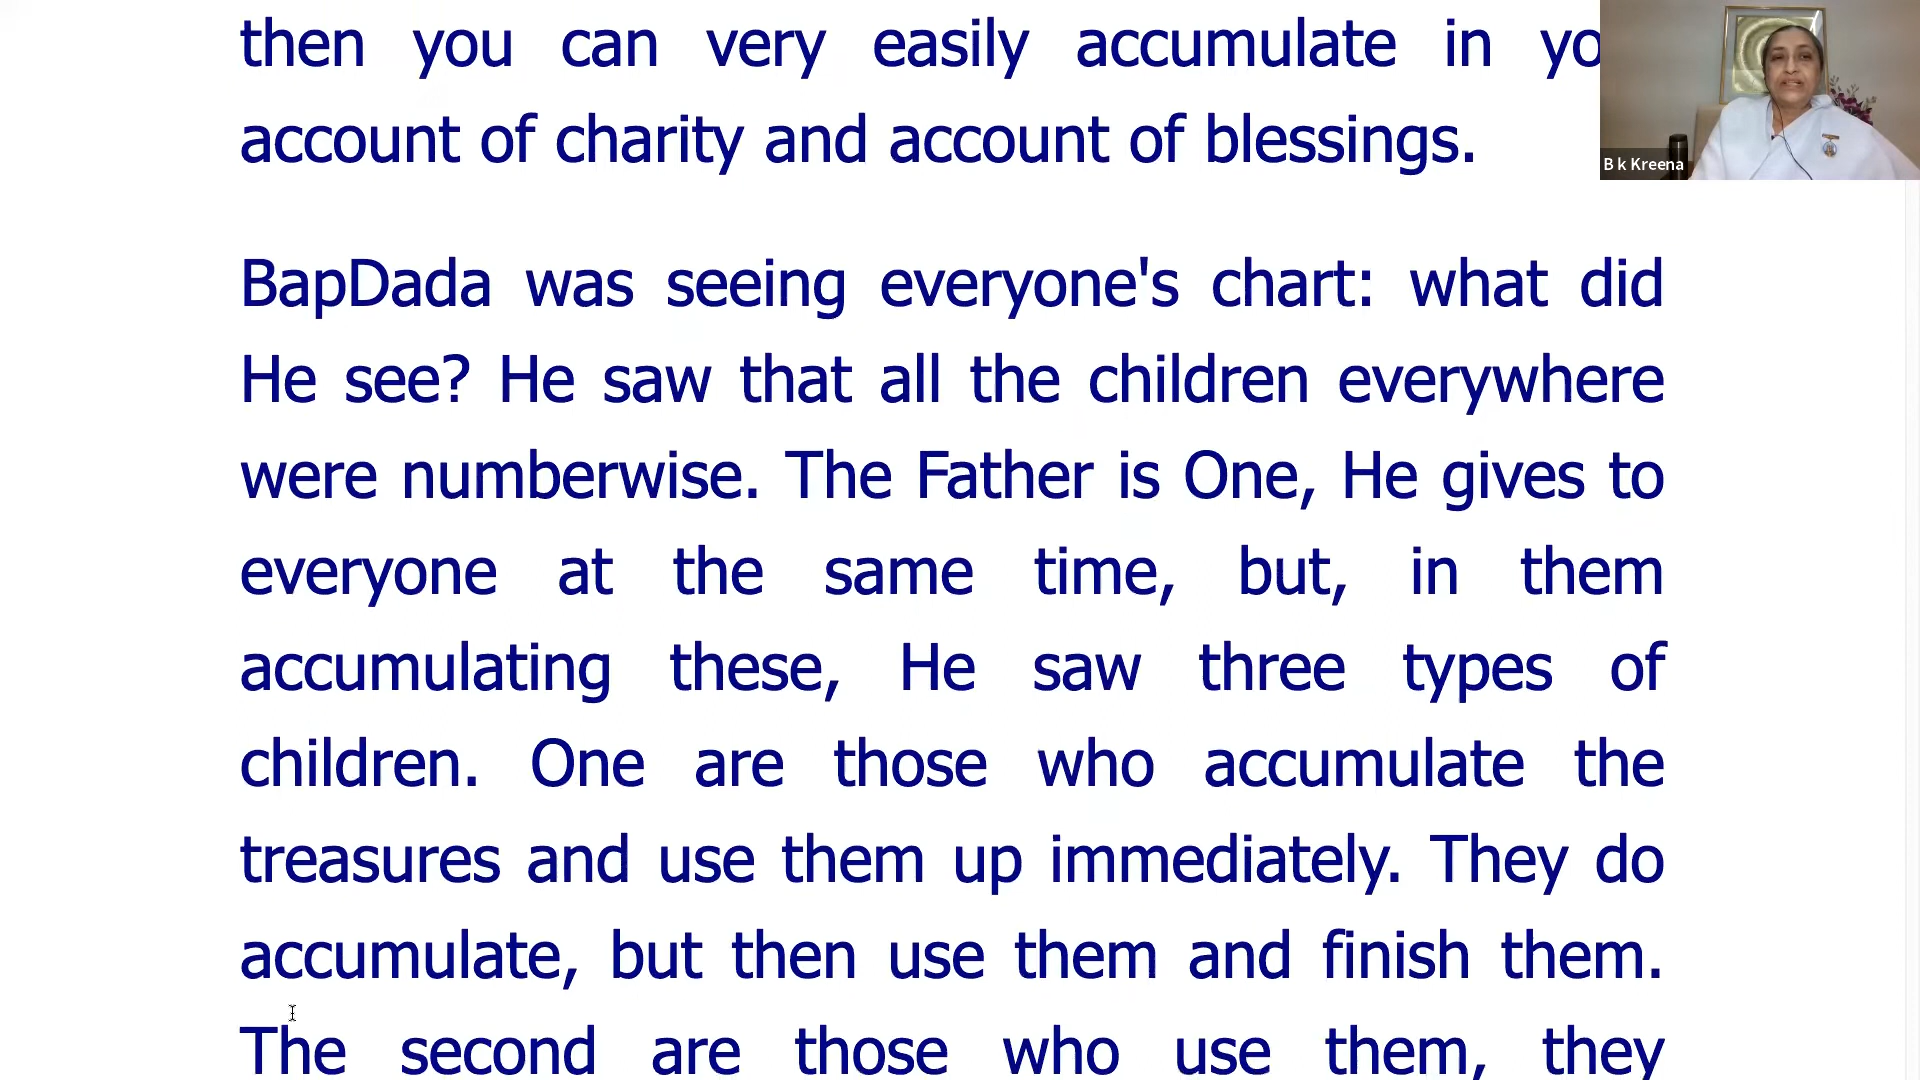 then you can very easily accumulate in
account of charity and account of blessings.
B k Kreena
BapDada was seeing everyone's chart: what did
He see? He saw that all the children everywhere
were numberwise. The Father is One, He gives to
everyone at the same time, but, in them
accumulating these, He saw three types of
children. One are those who accumulate the
treasures and use them up immediately. They do
accumulate, but then use them and finish them.
The second are those who use them, they